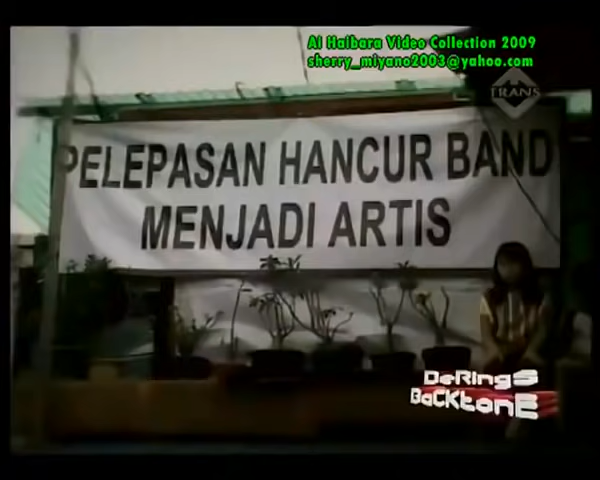 Ai Haibara Video Collection 2009
sherry_miyano2003@yahoo.com
TRANS
PELEPASAN HANCUR BAND
MENJADI ARTIS
DeRingS
BaCKtonE